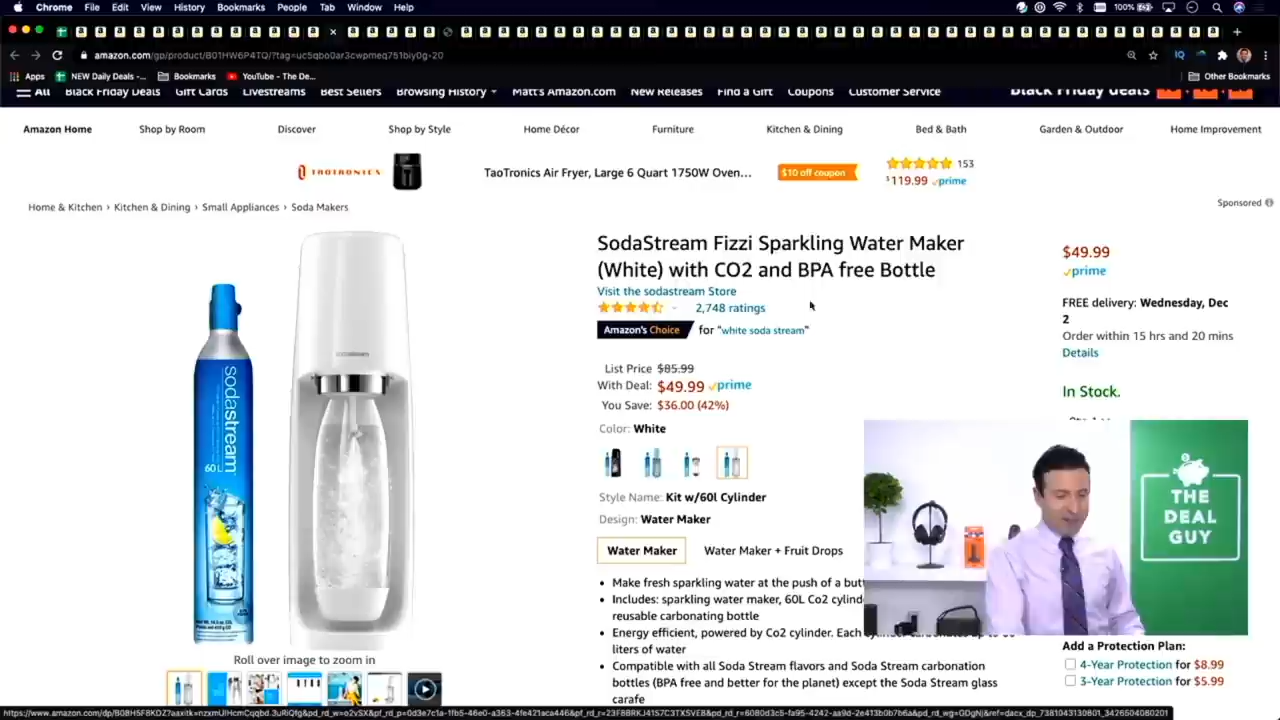 Chrome File Edit View History Bookmarks People Tab Window Help 100%
amazon.com/gp/product/B01HW6P4TQ/?tag=uc5qbo0ar3cwpmeq751biy0g-20
Apps NEW Daily Deals -... Bookmarks YouTube - The De... Other Bookmarks
All Black Friday Deals Gift Cards Livestreams Best Sellers Browsing History Matt's Amazon.com New Releases Find a Gift Coupons Customer Service Black Friday deals
Amazon Home Shop by Room Discover Shop by Style Home Décor Furniture Kitchen & Dining Bed & Bath Garden & Outdoor Home Improvement
TAOTRONICS TaoTronics Air Fryer, Large 6 Quart 1750W Oven... $10 off coupon 153
$119.99 prime
Home & Kitchen › Kitchen & Dining › Small Appliances › Soda Makers
Sponsored
SodaStream Fizzi Sparkling Water Maker
(White) with CO2 and BPA free Bottle
Visit the sodastream Store
2,748 ratings
Amazon's Choice for "white soda stream"
List Price $85.99
With Deal: $49.99 prime
You Save: $36.00 (42%)
Color: White
Style Name: Kit w/60l Cylinder
Design: Water Maker
Water Maker Water Maker + Fruit Drops
• Make fresh sparkling water at the push of a
• Includes: sparkling water maker, 60L Co2
reusable carbonating bottle
• Energy efficient, powered by Co2 cylinder. Each
liters of water
• Compatible with all Soda Stream flavors and Soda Stream carbonation
bottles (BPA free and better for the planet) except the Soda Stream glass
carafe
$49.99
prime
FREE delivery: Wednesday, Dec
2
Order within 15 hrs and 20 mins
Details
In Stock.
THE
DEAL
GUY
Add a Protection Plan:
4-Year Protection for $8.99
3-Year Protection for $5.99
sodastream
60L
Roll over image to zoom in